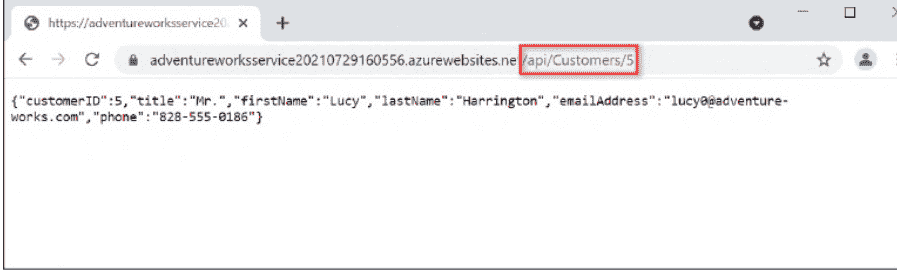 https://adventureworksservice20
adventureworksservice20210729160556.azurewebsites.ne /api/Customers/5
{"customerID":5,"title":"Mr.","firstName":"Lucy","lastName":"Harrington","emailAddress":"lucy0@adventure-
works.com","phone":"828-555-0186"}